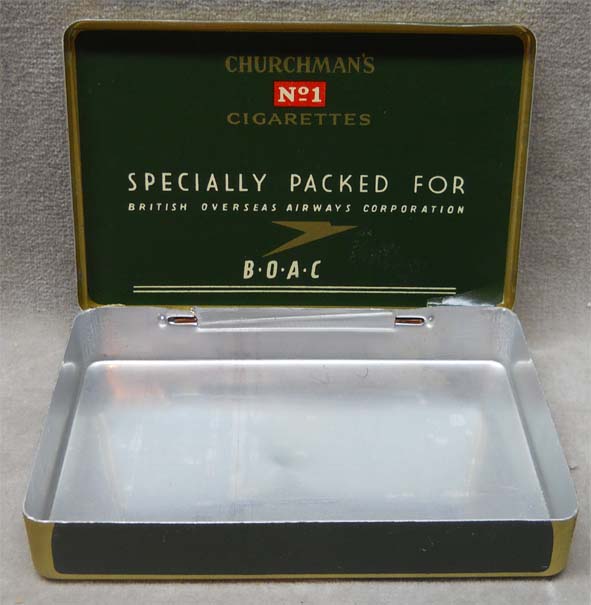 CHURCHMAN'S
Nº1
CIGARETTES
SPECIALLY PACKED FOR
BRITISH OVERSEAS AIRWAYS CORPORATION
B·O·A·C